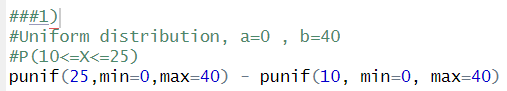 ###1)
#Uniform distribution, a=0 , b=40
#P(10<=X<=25)
punif(25,min=0,max=40) - punif(10, min=0, max=40)